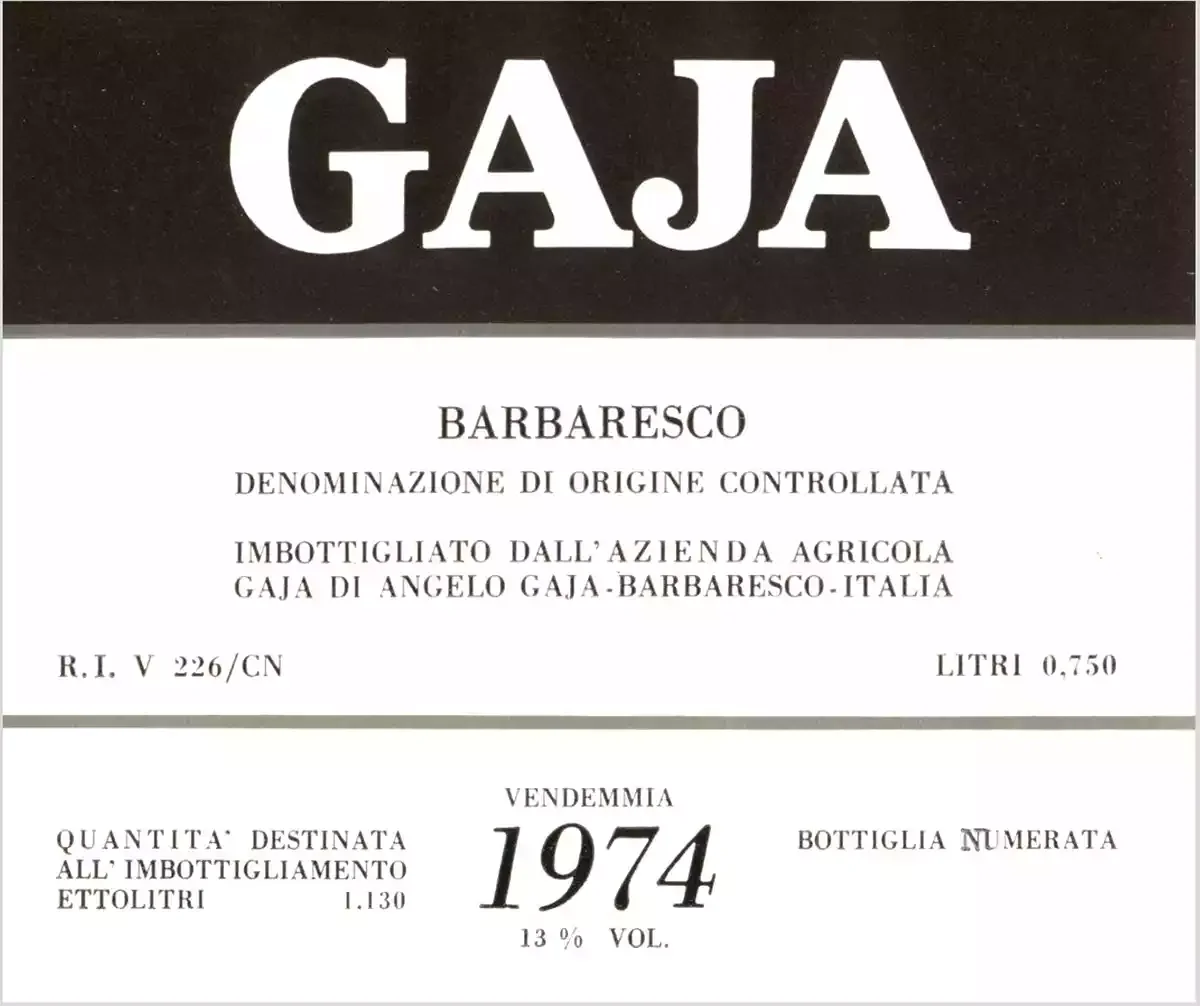 GAJA
BARBARESCO
DENOMINAZIONE DI ORIGINE CONTROLLATA
IMBOTTIGLIATO DALL'AZIENDA AGRICOLA
GAJA DI ANGELO GAJA-BARBARESCO-ITALIA
R.I. V 226/CN
LITRI 0,750
QUANTITA' DESTINATA
ALL'IMBOTTIGLIAMENTO
ETTOLITRI 1.130
VENDEMMIA
1974
13 % VOL.
BOTTIGLIA NUMERATA